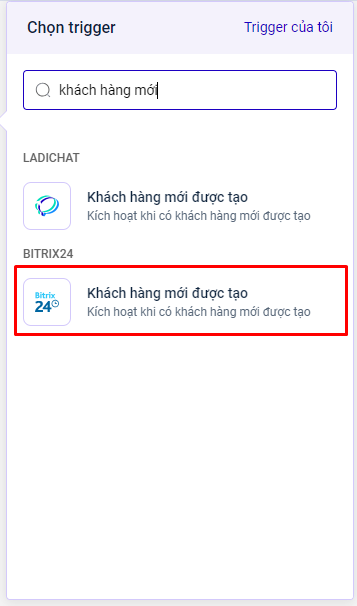 Chọn trigger
Trigger của tôi
khách hàng mới
LADICHAT
Khách hàng mới được tạo
Kích hoạt khi có khách hàng mới được tạo
BITRIX24
Bitrix
24
Khách hàng mới được tạo
Kích hoạt khi có khách hàng mới được tạo